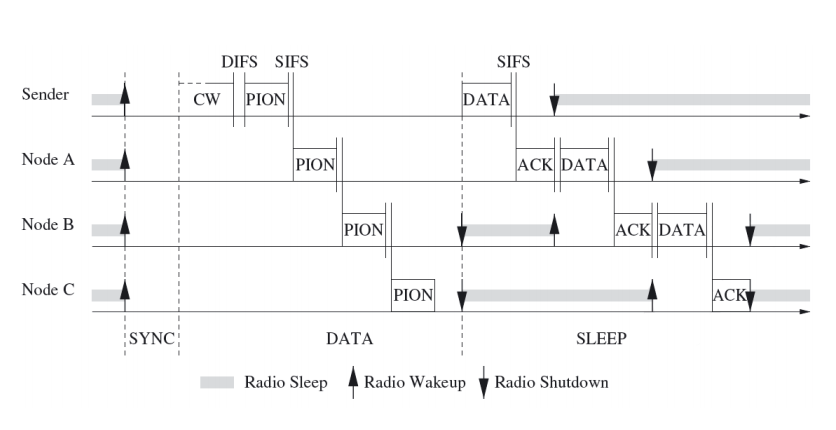 DIFS SIFS SIFS
Sender CW PION DATA
Node A PION ACK DATA
Node B PION ACK DATA
Node C PION ACK
SYNC DATA SLEEP
Radio Sleep Radio Wakeup Radio Shutdown